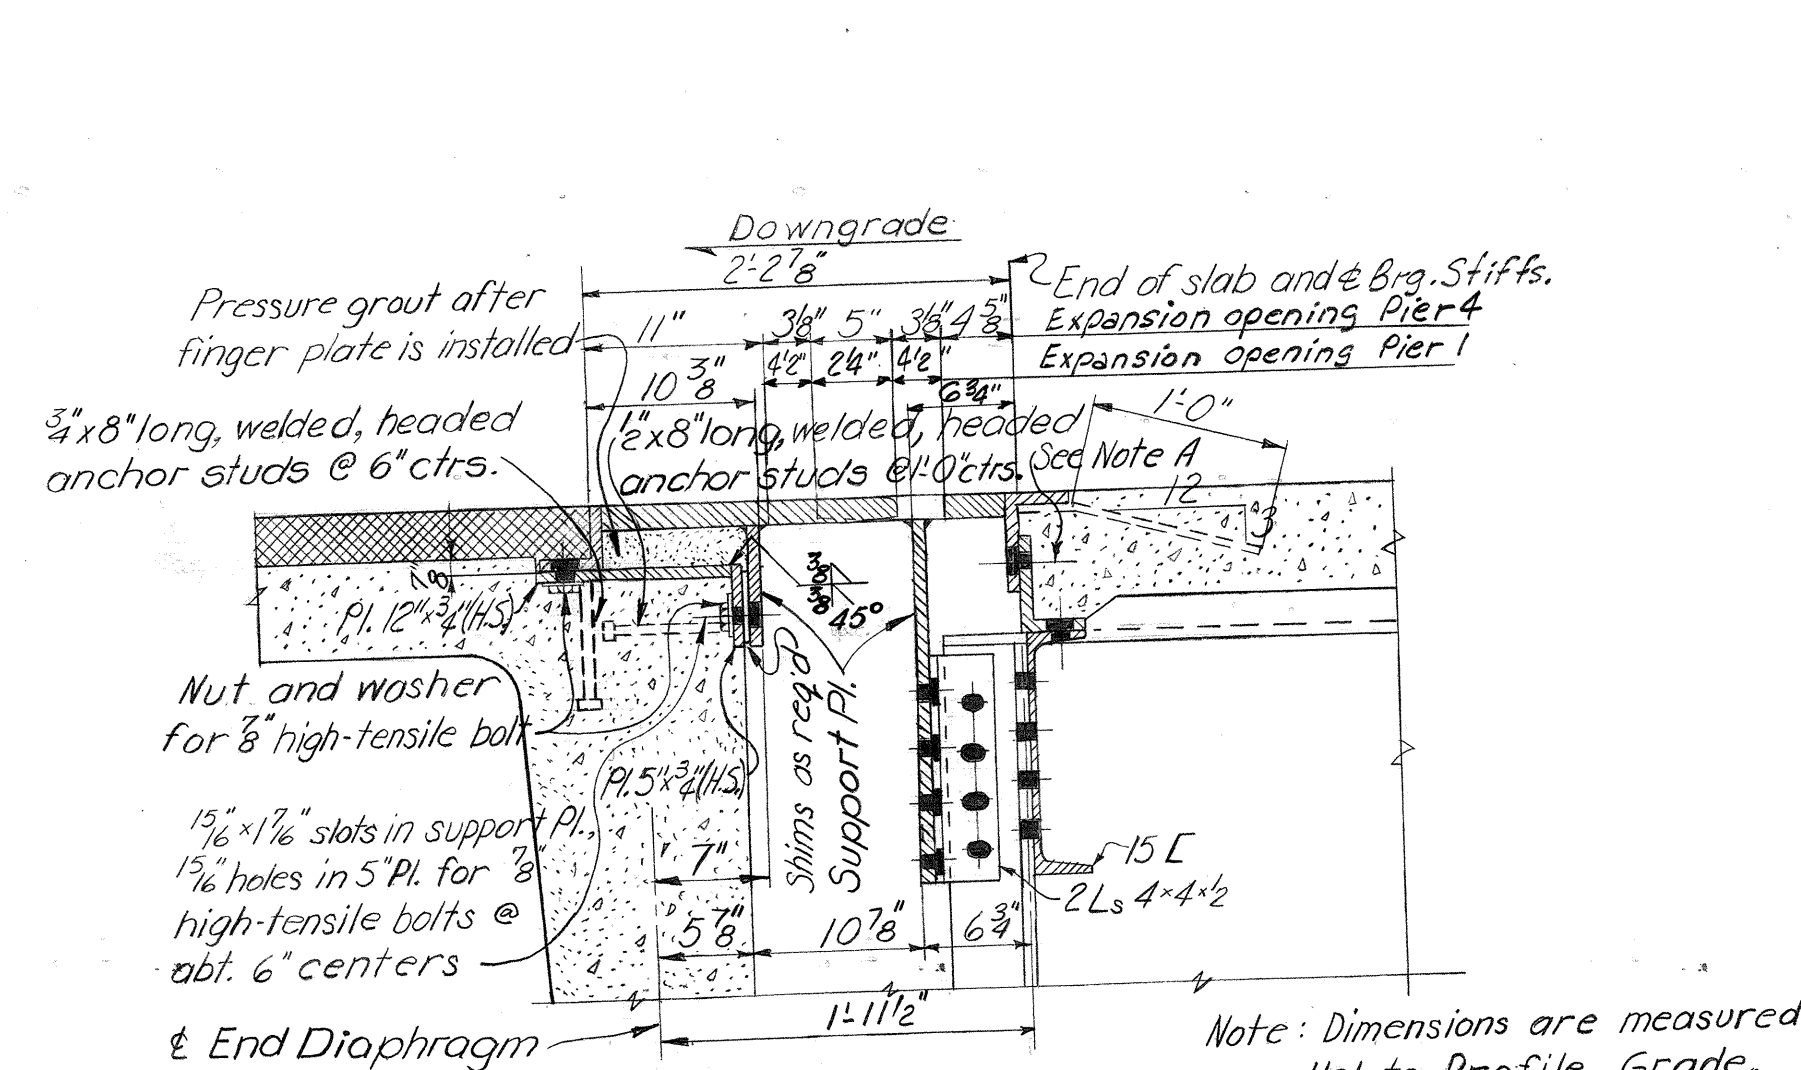 Downgrade
2'-2 7/8"
End of slab and ℄ Brg. Stiffs.
Pressure grout after
finger plate is installed
11"
3 1/8"
5"
3 1/8"
4 5/8"
Expansion opening Pier 4
4 1/2"
2 1/4"
4 1/2"
Expansion opening Pier 1
10 3/8"
6 3/4"
1'-0"
3/4"x8" long, welded, headed
anchor studs @ 6" ctrs.
1/2"x8" long, welded, headed
anchor studs @ 1'-0" ctrs.
See Note A
12
3
7/8
3/8
3/8
45°
Pl. 12"x3/4"(H.S.)
Nut and washer
for 7/8" high-tensile bolt
Pl. 5"x3/4"(H.S.)
Shims as req'd
Support Pl.
15/16"x1 7/16" slots in support Pl.,
15/16" holes in 5" Pl. for 7/8"
high-tensile bolts @
abt. 6" centers
7"
15 [
2 Ls 4x4x1/2
5 7/8"
10 7/8"
6 3/4"
1'-11 1/2"
℄ End Diaphragm
Note: Dimensions are measured
to Profile Grade.